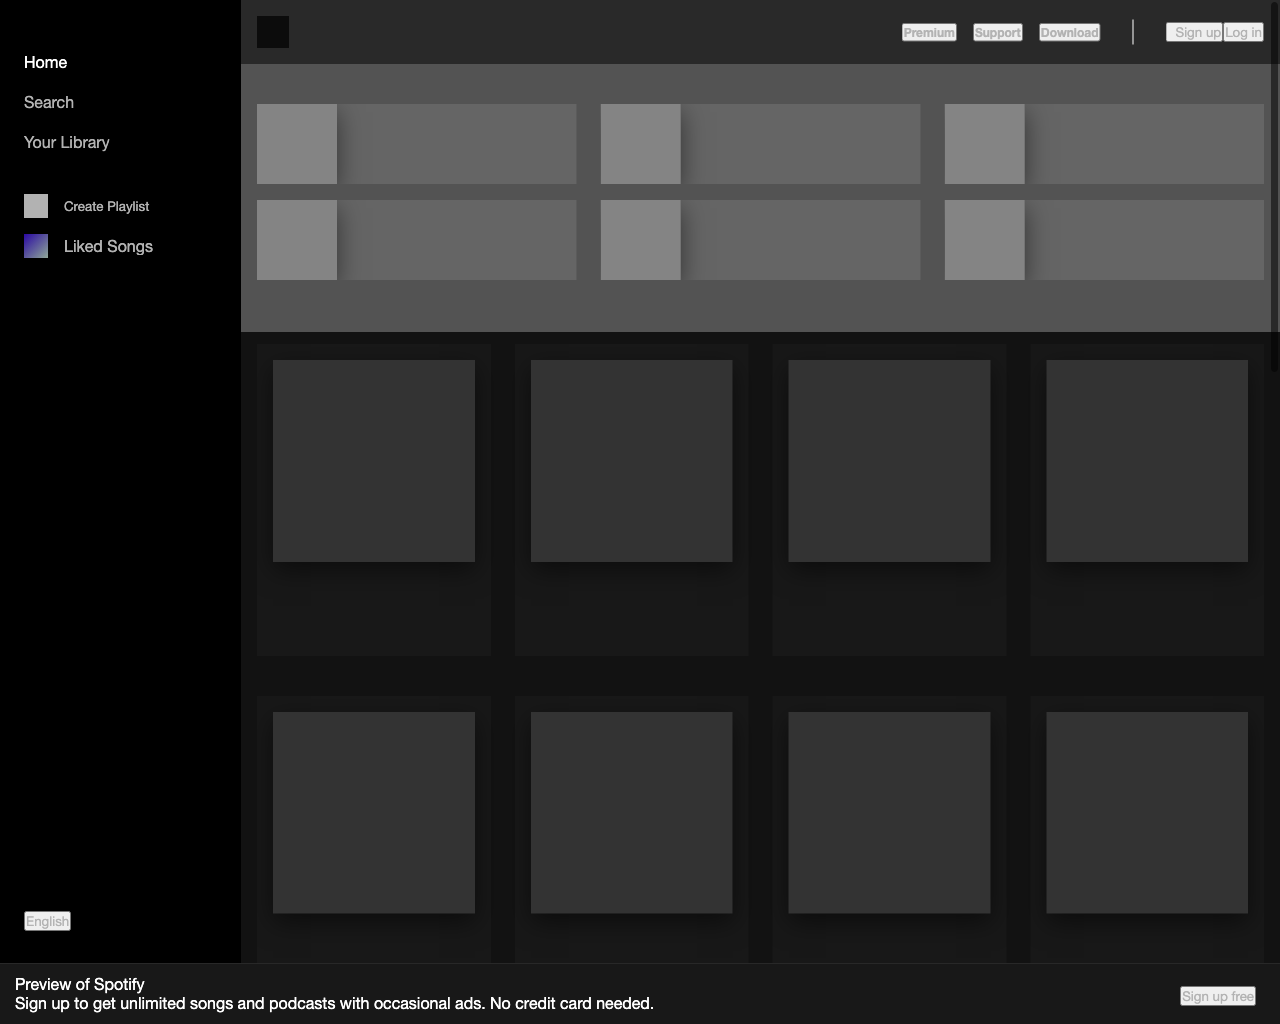 Home
Search
Your Library
Create Playlist
Liked Songs
English
Premium
Support
Download
Sign up
Log in
Preview of Spotify
Sign up to get unlimited songs and podcasts with occasional ads. No credit card needed.
Sign up free